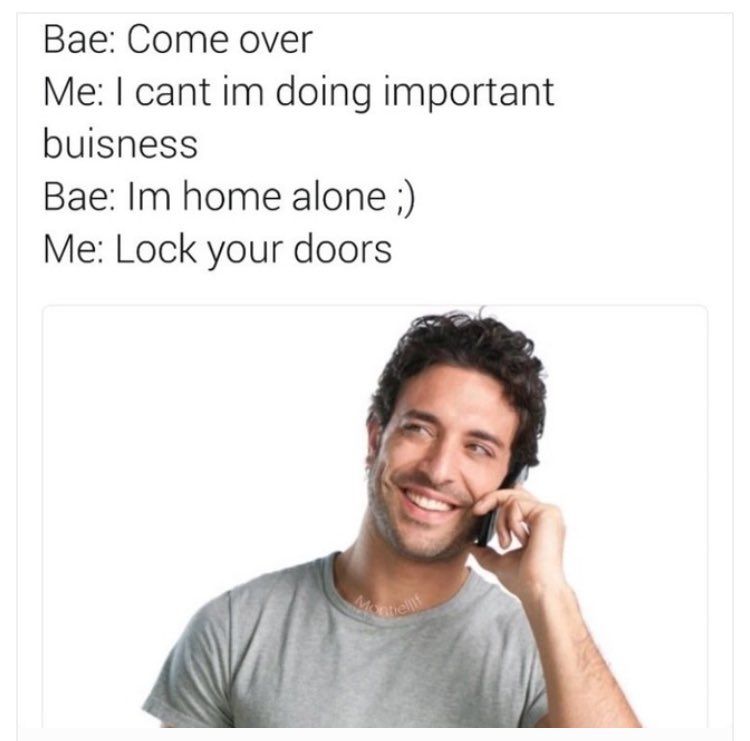 Bae: Come over
Me: I cant im doing important
buisness
Bae: Im home alone ;)
Me: Lock your doors